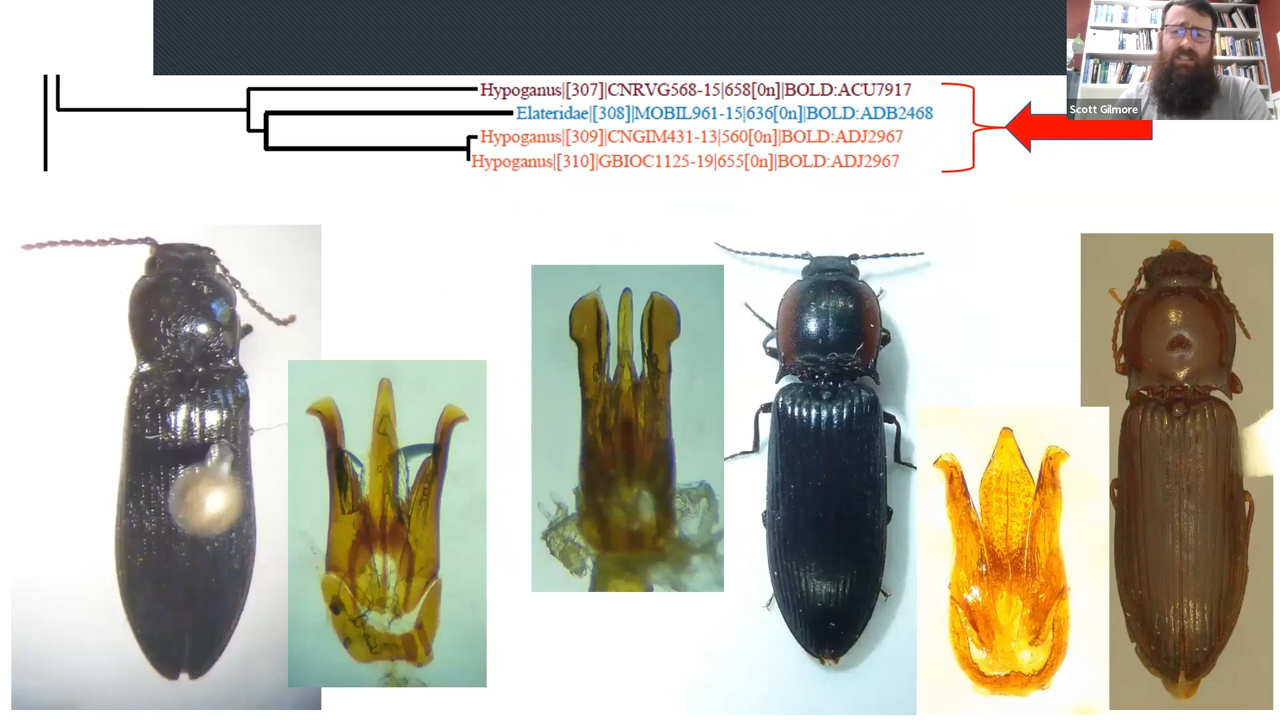 Hypoganus|[307]|CNRVG568-15|658[0n]|BOLD:ACU7917
Elateridae|[308]|MOBIL961-15|636[0n]|BOLD:ADB2468
Hypoganus|[309]|CNGIM431-13|560[0n]|BOLD:ADJ2967
Hypoganus|[310]|GBIOC1125-19|655[0n]|BOLD:ADJ2967
Scott Gilmore